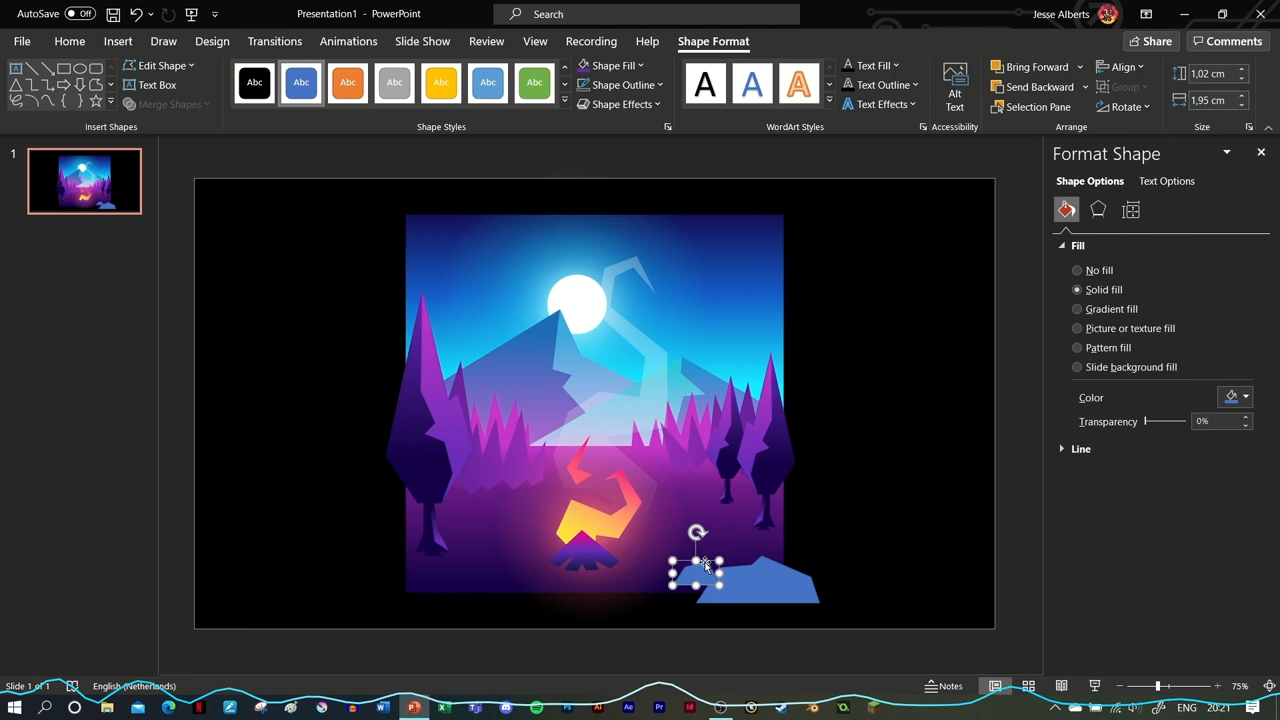 AutoSave Off Presentation1 - PowerPoint Search Jesse Alberts
File Home Insert Draw Design Transitions Animations Slide Show Review View Recording Help Shape Format Share Comments
Edit Shape
Text Box
Merge Shapes
Insert Shapes
Abc Abc Abc Abc Abc Abc Abc
Shape Fill
Shape Outline
Shape Effects
Shape Styles
A A A
Text Fill
Text Outline
Text Effects
WordArt Styles
Alt
Text
Accessibility
Bring Forward
Send Backward
Selection Pane
Align
Group
Rotate
Arrange
1,02 cm
1,95 cm
Size
1
Format Shape
Shape Options Text Options
Fill
No fill
Solid fill
Gradient fill
Picture or texture fill
Pattern fill
Slide background fill
Color
Transparency 0%
Line
Slide 1 of 1 English (Netherlands) Notes 75%
ENG 20:21